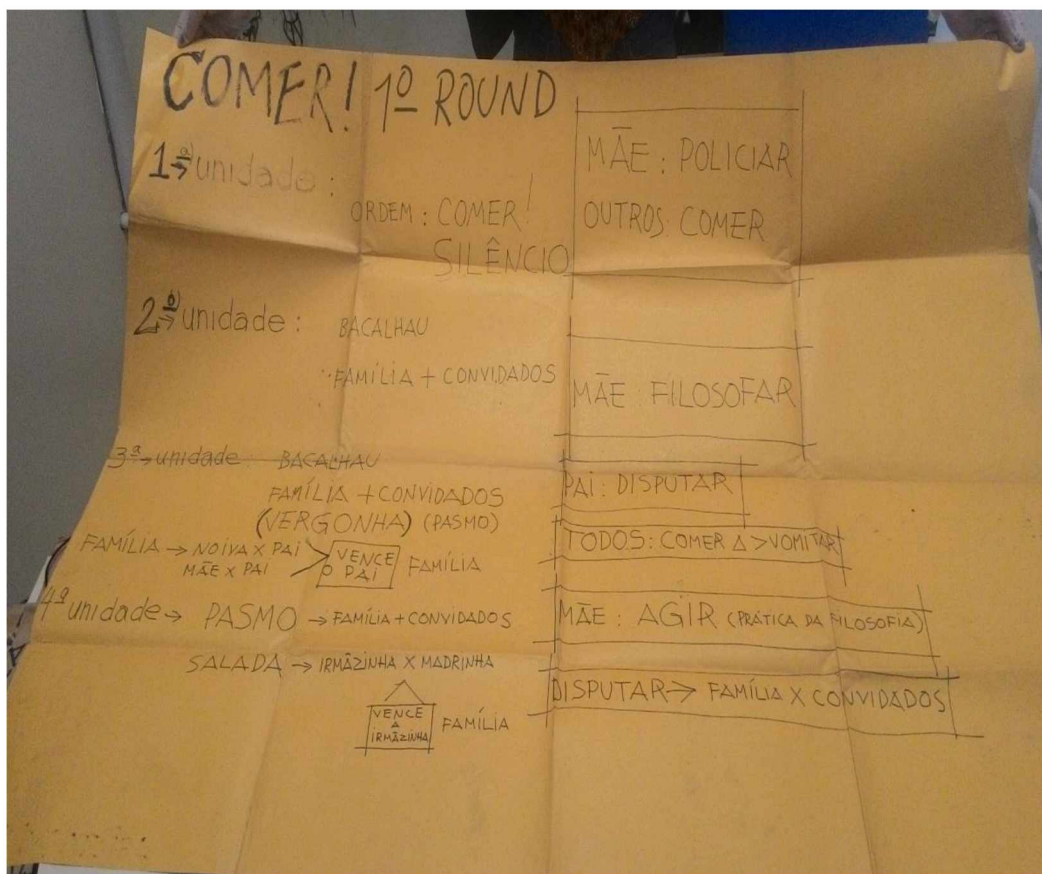 COMER! 1º ROUND
1ª unidade :
ORDEM : COMER!
SILÊNCIO
MÃE : POLICIAR
OUTROS: COMER
2ª unidade :
BACALHAU
FAMÍLIA + CONVIDADOS
MÃE FILOSOFAR
3ª unidade BACALHAU
FAMÍLIA + CONVIDADOS
(VERGONHA) (PASMO)
FAMÍLIA → NOIVA X PAI
MÃE X PAI
VENCE
O PAI
FAMÍLIA
PAI: DISPUTAR
TODOS: COMER Δ > VOMITAR
4ª unidade → PASMO → FAMÍLIA + CONVIDADOS
MÃE : AGIR (PRÁTICA DA FILOSOFIA)
SALADA → IRMÃZINHA X MADRINHA
VENCE
A
IRMÃZINHA
FAMÍLIA
DISPUTAR → FAMÍLIA X CONVIDADOS